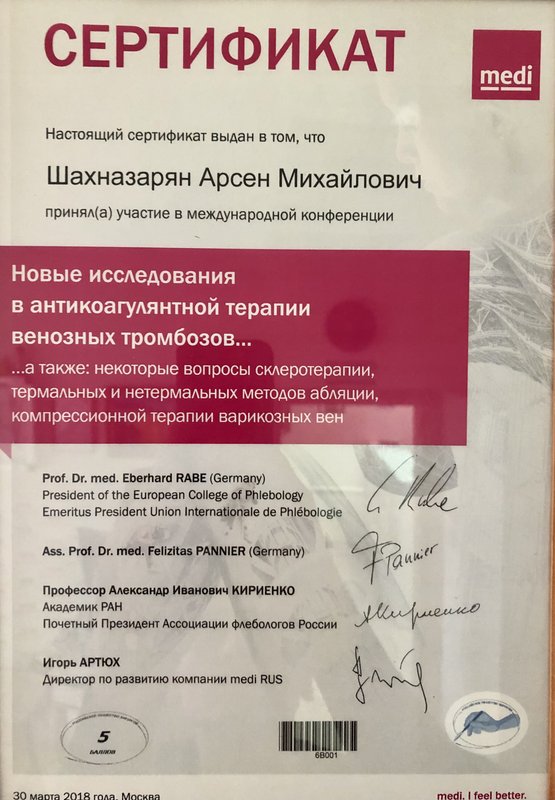 СЕРТИФИКАТ
medi
Настоящий сертификат выдан в том, что
Шахназарян Арсен Михайлович
принял(а) участие в международной конференции
Новые исследования
в антикоагулянтной терапии
венозных тромбозов...
...а также: некоторые вопросы склеротерапии,
термальных и нетермальных методов абляции,
компрессионной терапии варикозных вен
Prof. Dr. med. Eberhard RABE (Germany)
President of the European College of Phlebology
Emeritus President Union Internationale de Phlébologie
Ass. Prof. Dr. med. Felizitas PANNIER (Germany)
Pannier
Профессор Александр Иванович КИРИЕНКО
Академик РАН
Почетный Президент Ассоциации флебологов России
АКириенко
Игорь АРТЮХ
Директор по развитию компании medi RUS
5
БАЛЛОВ
6B001
30 марта 2018 года, Москва
medi. I feel better.